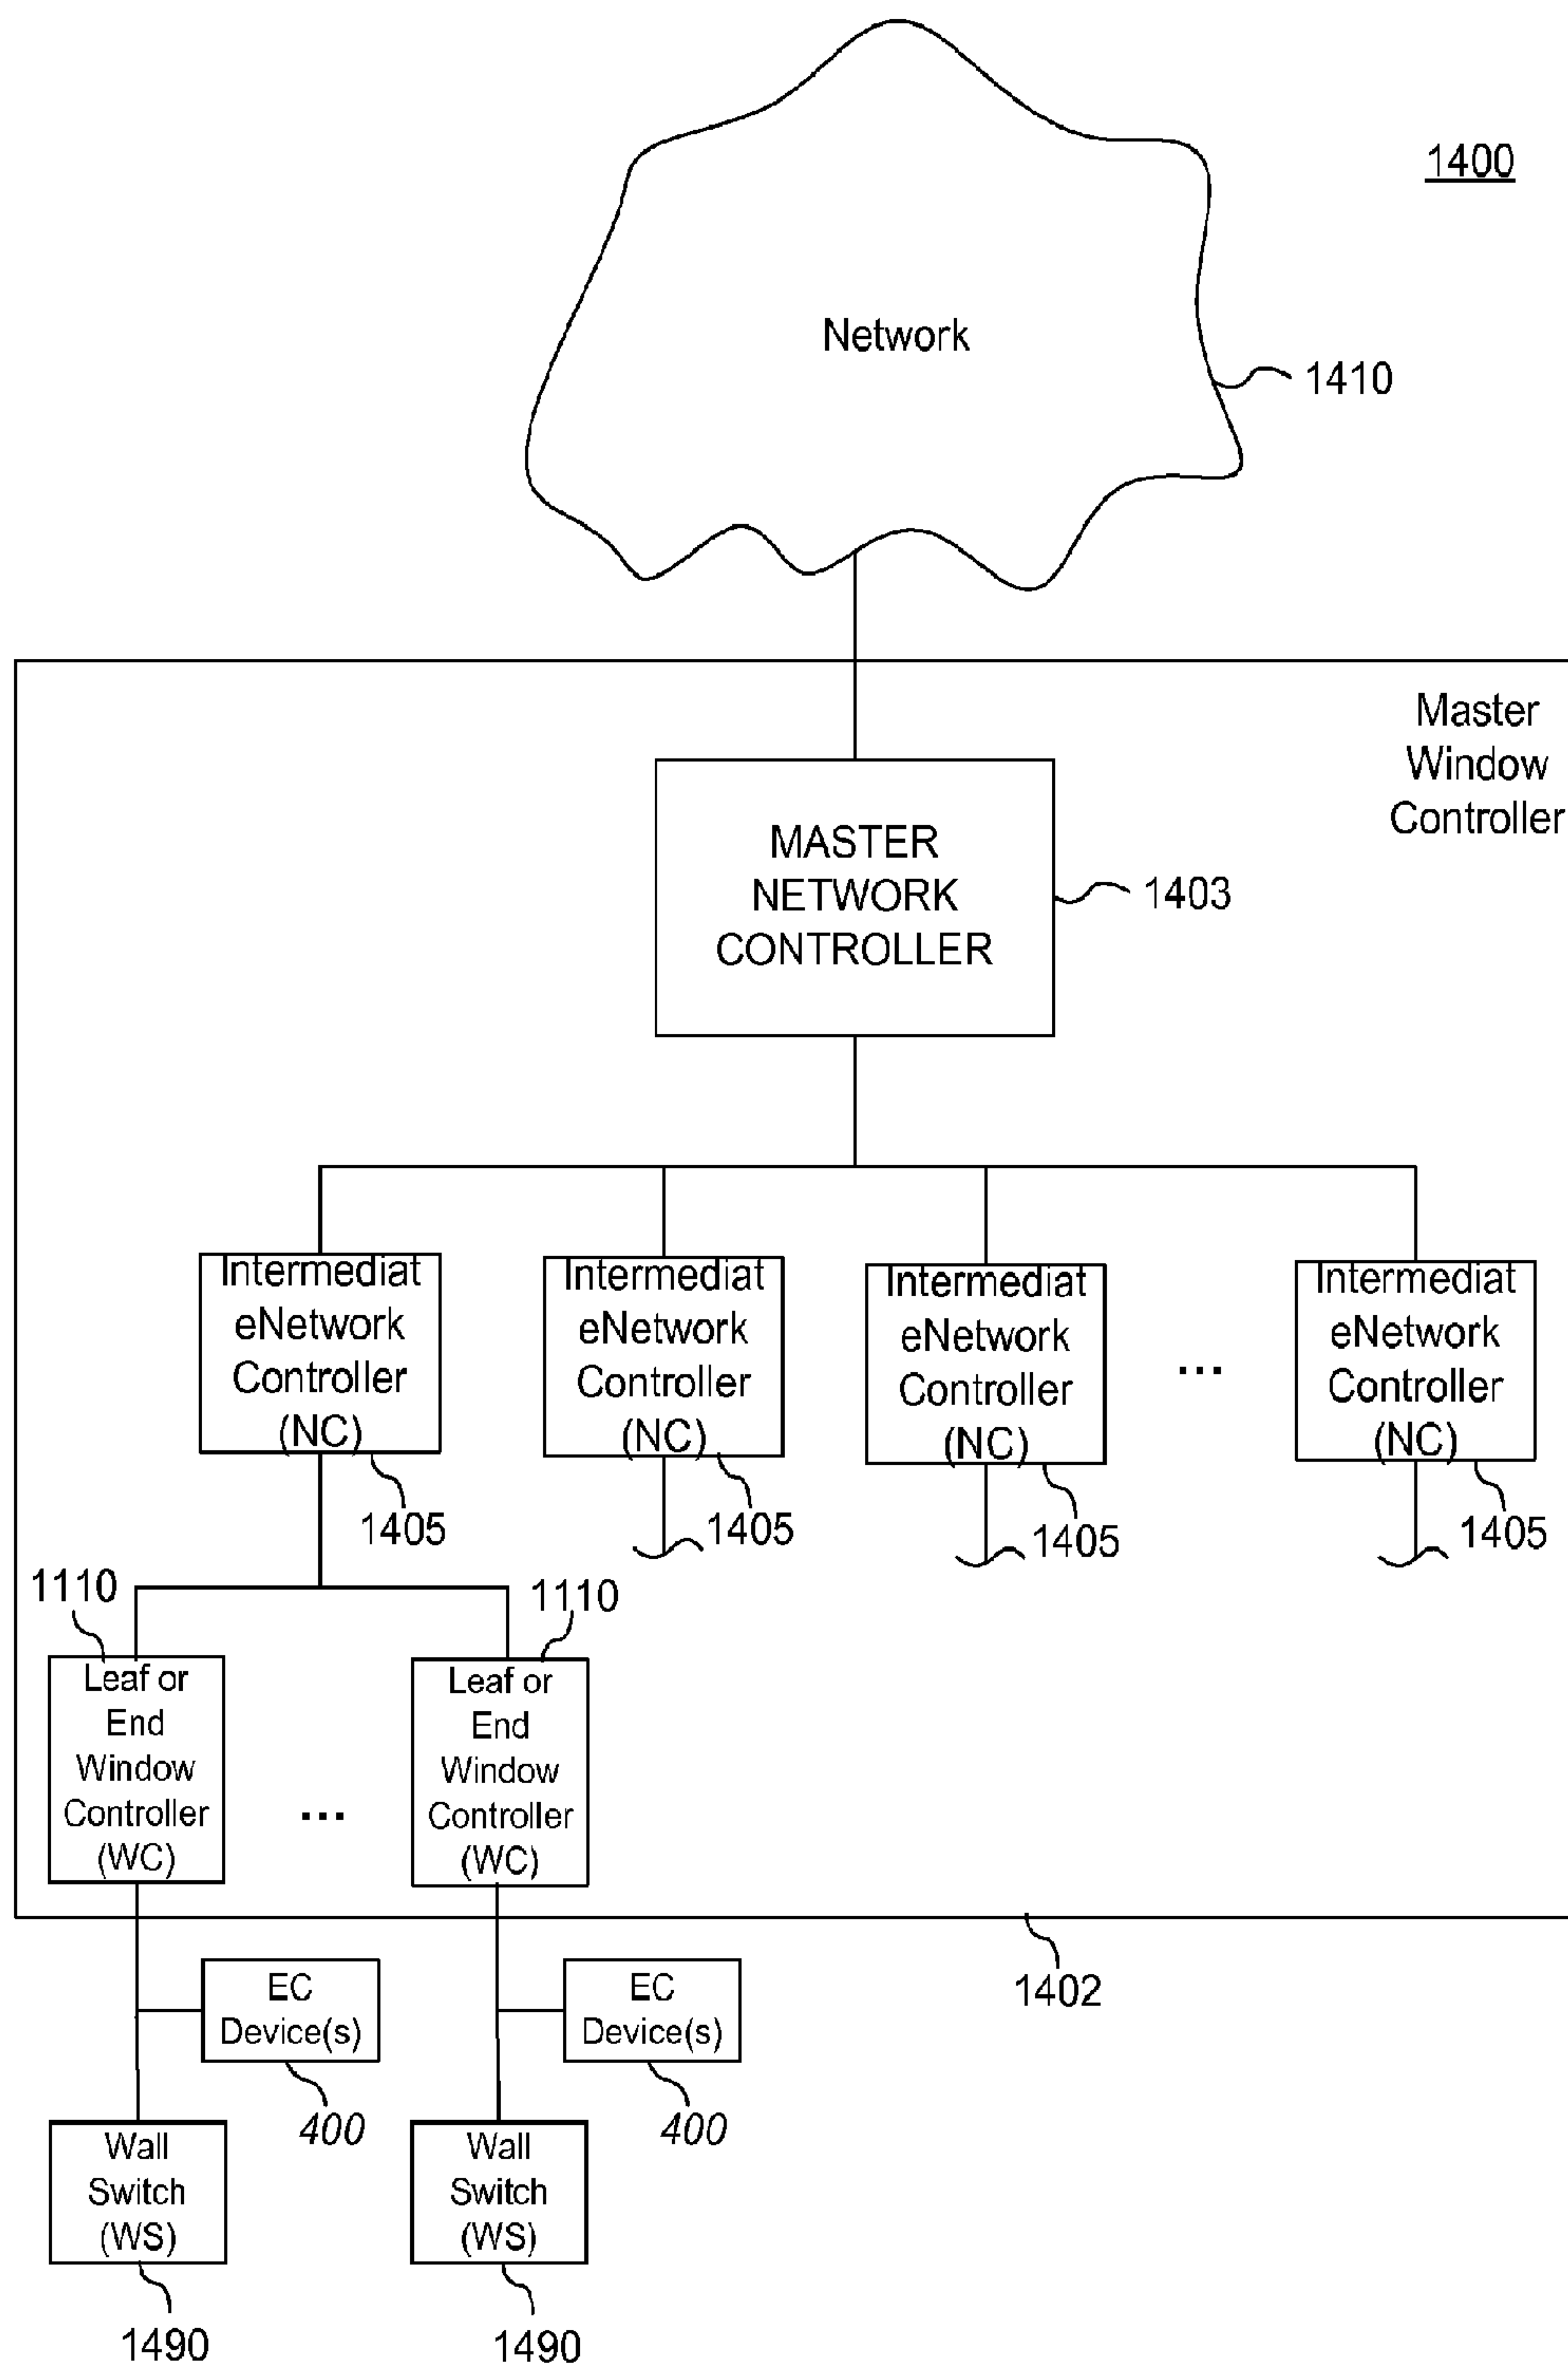 1400
Network
1410
Master
Window
Controller
MASTER
NETWORK
CONTROLLER
1403
Intermediat
eNetwork
Controller
(NC)
Intermediat
eNetwork
Controller
(NC)
Intermediat
eNetwork
Controller
(NC)
...
Intermediat
eNetwork
Controller
(NC)
1405
1405
1405
1405
1110
1110
Leaf or
End
Window
Controller
(WC)
...
Leaf or
End
Window
Controller
(WC)
1402
EC
Device(s)
EC
Device(s)
400
400
Wall
Switch
(WS)
Wall
Switch
(WS)
1490
1490